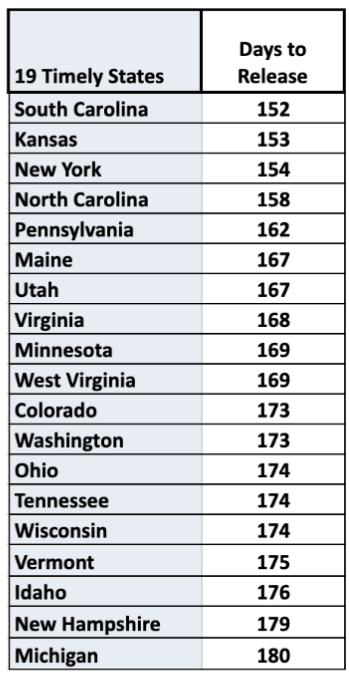 19 Timely States Days to Release
South Carolina 152
Kansas 153
New York 154
North Carolina 158
Pennsylvania 162
Maine 167
Utah 167
Virginia 168
Minnesota 169
West Virginia 169
Colorado 173
Washington 173
Ohio 174
Tennessee 174
Wisconsin 174
Vermont 175
Idaho 176
New Hampshire 179
Michigan 180